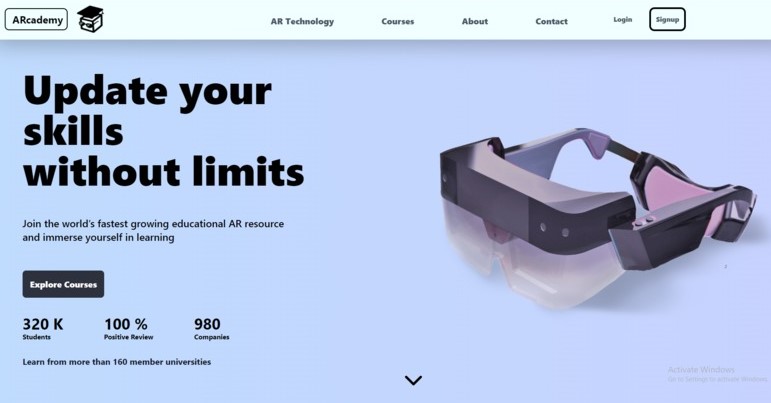 ARcademy
AR Technology
Courses
About
Contact
Login
Signup
Update your
skills
without limits
Join the world's fastest growing educational AR resource
and immerse yourself in learning
Explore Courses
320 K
Students
100 %
Positive Review
980
Companies
Learn from more than 160 member universities
Activate Windows
Go to Settings to activate Windows.